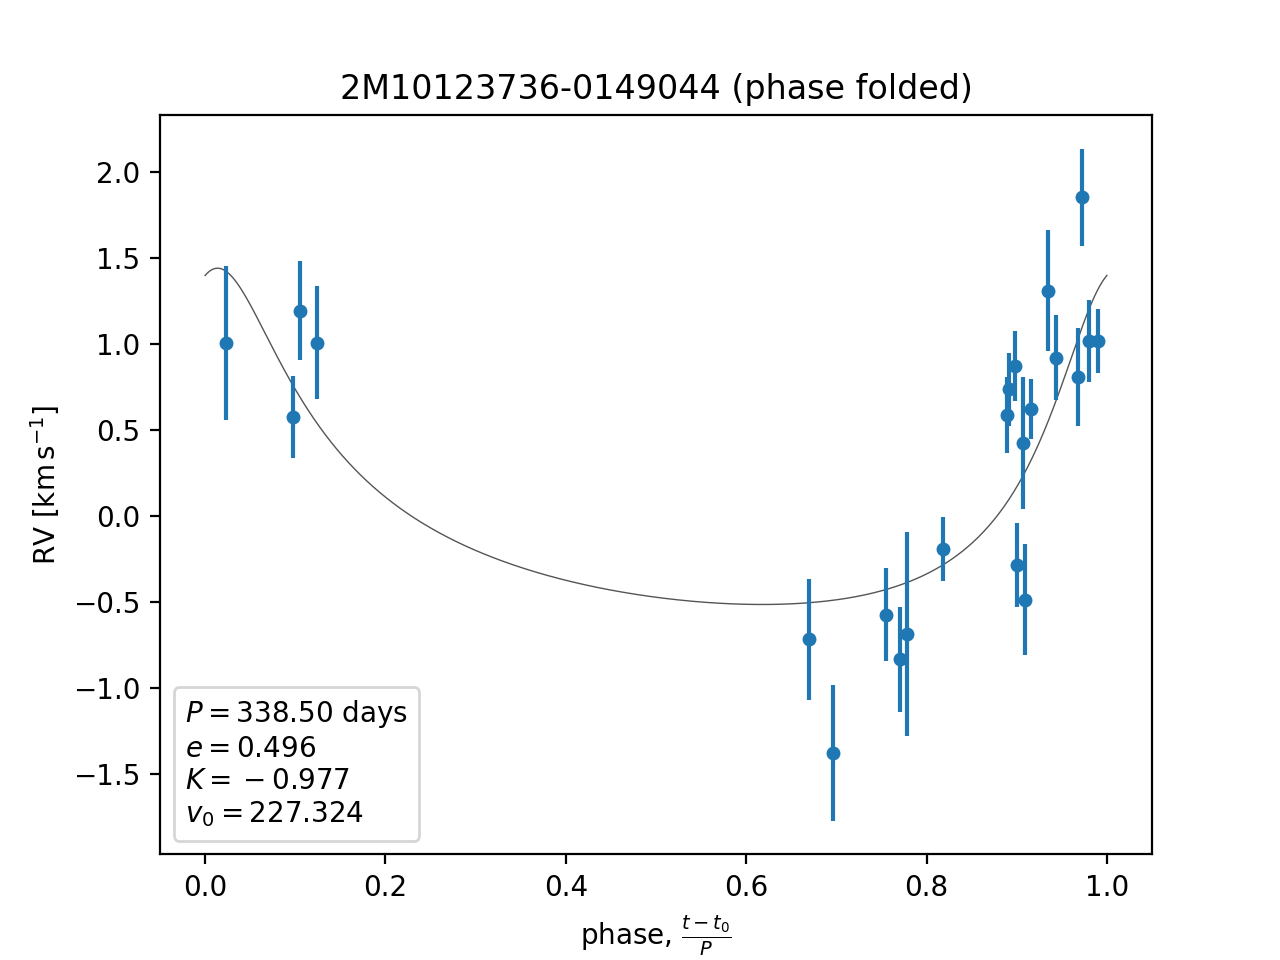 2M10123736-0149044 (phase folded)
RV [km s⁻¹]
2.0
1.5
1.0
0.5
0.0
−0.5
−1.0
−1.5
P = 338.50 days
e = 0.496
K = −0.977
v₀ = 227.324
0.0 0.2 0.4 0.6 0.8 1.0
phase, (t − t₀)/P